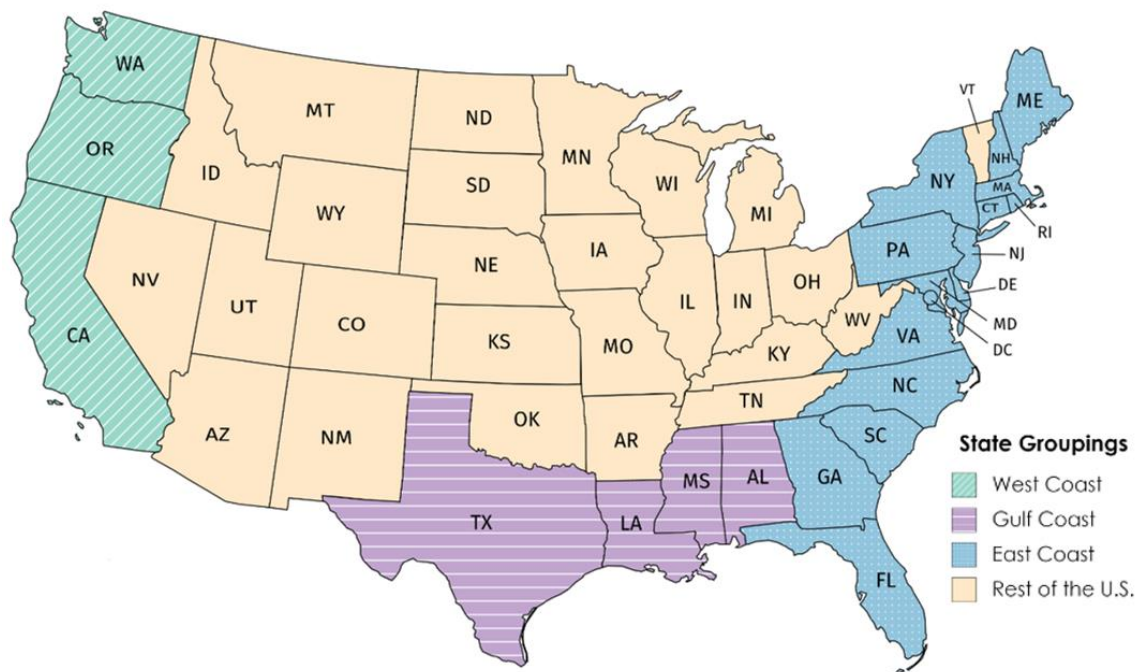 WA
MT
ND
MN
VT
ME
OR
ID
SD
WI
MI
NY
NH
MA
CT
RI
WY
IA
PA
NJ
NV
NE
IL
IN
OH
DE
UT
CO
KS
MO
WV
VA
MD
CA
KY
DC
NC
TN
AZ
NM
OK
AR
SC
MS
AL
GA
TX
LA
FL
State Groupings
West Coast
Gulf Coast
East Coast
Rest of the U.S.